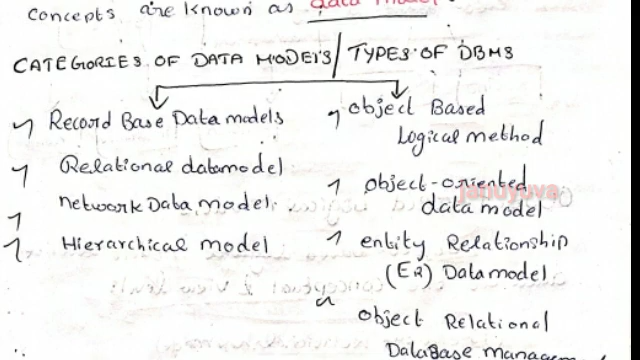 concepts are known as data model
CATEGORIES OF DATA MODELS/ TYPES OF DBMS
Record Base Data models
Relational datamodel
network Data model.
Hierarchical model
object Based
Logical method
object-oriented
data model
entity Relationship
(ER) Data model.
object Relational
DataBase managem
januyuva